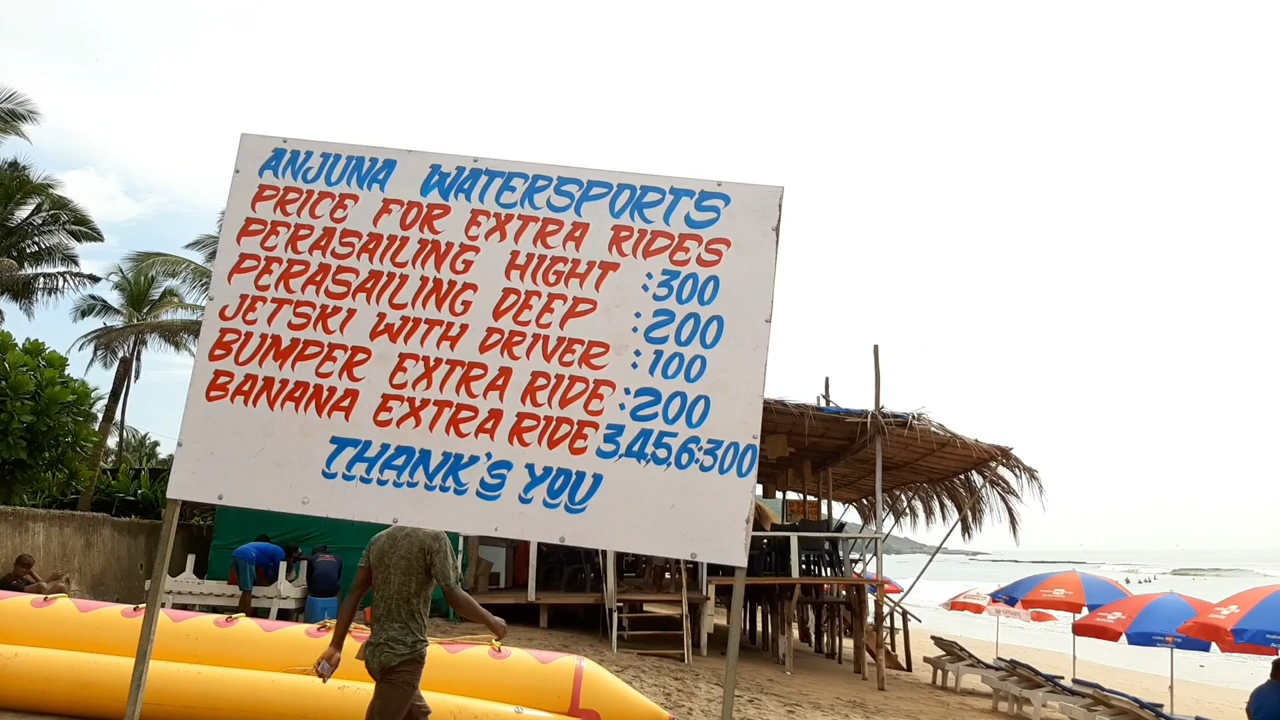 ANJUNA WATERSPORTS
PRICE FOR EXTRA RIDES
PERASAILING HIGHT :300
PERASAILING DEEP :200
JETSKI WITH DRIVER :100
BUMPER EXTRA RIDE :200
BANANA EXTRA RIDE 3,4,5,6:300
THANK'S YOU